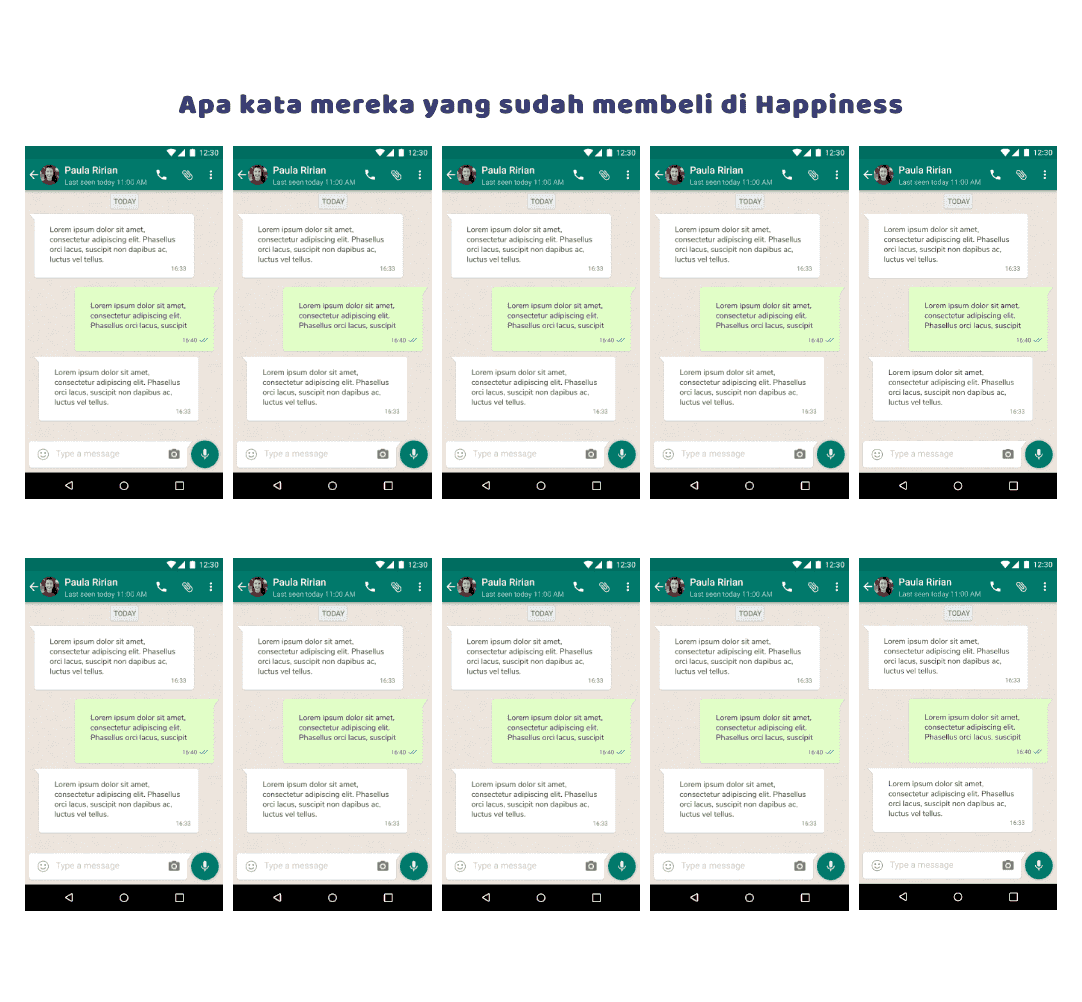 Apa kata mereka yang sudah membeli di Happiness
12:30
Paula Ririan
Last seen today 11:00 AM
TODAY
Lorem ipsum dolor sit amet,
consectetur adipiscing elit. Phasellus
orci lacus, suscipit non dapibus ac,
luctus vel tellus.
16:33
Lorem ipsum dolor sit amet,
consectetur adipiscing elit.
Phasellus orci lacus, suscipit
16:40
Lorem ipsum dolor sit amet,
consectetur adipiscing elit. Phasellus
orci lacus, suscipit non dapibus ac,
luctus vel tellus.
16:33
Type a message
12:30
Paula Ririan
Last seen today 11:00 AM
TODAY
Lorem ipsum dolor sit amet,
consectetur adipiscing elit. Phasellus
orci lacus, suscipit non dapibus ac,
luctus vel tellus.
16:33
Lorem ipsum dolor sit amet,
consectetur adipiscing elit.
Phasellus orci lacus, suscipit
16:40
Lorem ipsum dolor sit amet,
consectetur adipiscing elit. Phasellus
orci lacus, suscipit non dapibus ac,
luctus vel tellus.
16:33
Type a message
12:30
Paula Ririan
Last seen today 11:00 AM
TODAY
Lorem ipsum dolor sit amet,
consectetur adipiscing elit. Phasellus
orci lacus, suscipit non dapibus ac,
luctus vel tellus.
16:33
Lorem ipsum dolor sit amet,
consectetur adipiscing elit.
Phasellus orci lacus, suscipit
16:40
Lorem ipsum dolor sit amet,
consectetur adipiscing elit. Phasellus
orci lacus, suscipit non dapibus ac,
luctus vel tellus.
16:33
Type a message
12:30
Paula Ririan
Last seen today 11:00 AM
TODAY
Lorem ipsum dolor sit amet,
consectetur adipiscing elit. Phasellus
orci lacus, suscipit non dapibus ac,
luctus vel tellus.
16:33
Lorem ipsum dolor sit amet,
consectetur adipiscing elit.
Phasellus orci lacus, suscipit
16:40
Lorem ipsum dolor sit amet,
consectetur adipiscing elit. Phasellus
orci lacus, suscipit non dapibus ac,
luctus vel tellus.
16:33
Type a message
12:30
Paula Ririan
Last seen today 11:00 AM
TODAY
Lorem ipsum dolor sit amet,
consectetur adipiscing elit. Phasellus
orci lacus, suscipit non dapibus ac,
luctus vel tellus.
16:33
Lorem ipsum dolor sit amet,
consectetur adipiscing elit.
Phasellus orci lacus, suscipit
16:40
Lorem ipsum dolor sit amet,
consectetur adipiscing elit. Phasellus
orci lacus, suscipit non dapibus ac,
luctus vel tellus.
16:33
Type a message
12:30
Paula Ririan
Last seen today 11:00 AM
TODAY
Lorem ipsum dolor sit amet,
consectetur adipiscing elit. Phasellus
orci lacus, suscipit non dapibus ac,
luctus vel tellus.
16:33
Lorem ipsum dolor sit amet,
consectetur adipiscing elit.
Phasellus orci lacus, suscipit
16:40
Lorem ipsum dolor sit amet,
consectetur adipiscing elit. Phasellus
orci lacus, suscipit non dapibus ac,
luctus vel tellus.
16:33
Type a message
12:30
Paula Ririan
Last seen today 11:00 AM
TODAY
Lorem ipsum dolor sit amet,
consectetur adipiscing elit. Phasellus
orci lacus, suscipit non dapibus ac,
luctus vel tellus.
16:33
Lorem ipsum dolor sit amet,
consectetur adipiscing elit.
Phasellus orci lacus, suscipit
16:40
Lorem ipsum dolor sit amet,
consectetur adipiscing elit. Phasellus
orci lacus, suscipit non dapibus ac,
luctus vel tellus.
16:33
Type a message
12:30
Paula Ririan
Last seen today 11:00 AM
TODAY
Lorem ipsum dolor sit amet,
consectetur adipiscing elit. Phasellus
orci lacus, suscipit non dapibus ac,
luctus vel tellus.
16:33
Lorem ipsum dolor sit amet,
consectetur adipiscing elit.
Phasellus orci lacus, suscipit
16:40
Lorem ipsum dolor sit amet,
consectetur adipiscing elit. Phasellus
orci lacus, suscipit non dapibus ac,
luctus vel tellus.
16:33
Type a message
12:30
Paula Ririan
Last seen today 11:00 AM
TODAY
Lorem ipsum dolor sit amet,
consectetur adipiscing elit. Phasellus
orci lacus, suscipit non dapibus ac,
luctus vel tellus.
16:33
Lorem ipsum dolor sit amet,
consectetur adipiscing elit.
Phasellus orci lacus, suscipit
16:40
Lorem ipsum dolor sit amet,
consectetur adipiscing elit. Phasellus
orci lacus, suscipit non dapibus ac,
luctus vel tellus.
16:33
Type a message
12:30
Paula Ririan
Last seen today 11:00 AM
TODAY
Lorem ipsum dolor sit amet,
consectetur adipiscing elit. Phasellus
orci lacus, suscipit non dapibus ac,
luctus vel tellus.
16:33
Lorem ipsum dolor sit amet,
consectetur adipiscing elit.
Phasellus orci lacus, suscipit
16:40
Lorem ipsum dolor sit amet,
consectetur adipiscing elit. Phasellus
orci lacus, suscipit non dapibus ac,
luctus vel tellus.
16:33
Type a message